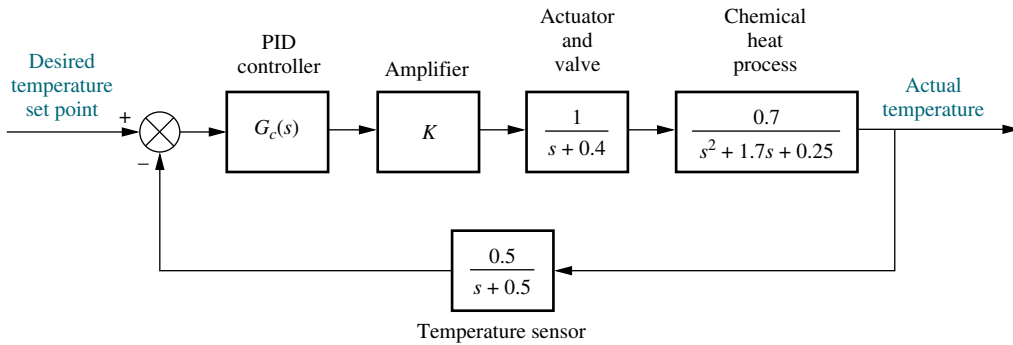 Desired
temperature
set point
+
−
PID
controller
G_c(s)
Amplifier
K
Actuator
and
valve
1
s + 0.4
Chemical
heat
process
0.7
s² + 1.7s + 0.25
Actual
temperature
0.5
s + 0.5
Temperature sensor